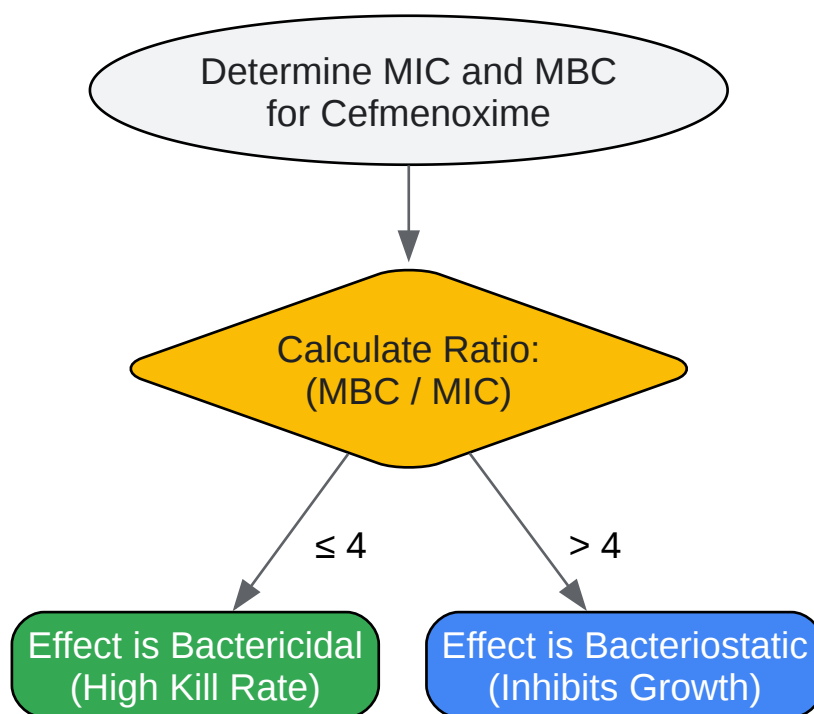 Determine MIC and MBC
for Cefmenoxime
Calculate Ratio:
(MBC / MIC)
≤ 4
> 4
Effect is Bactericidal
(High Kill Rate)
Effect is Bacteriostatic
(Inhibits Growth)